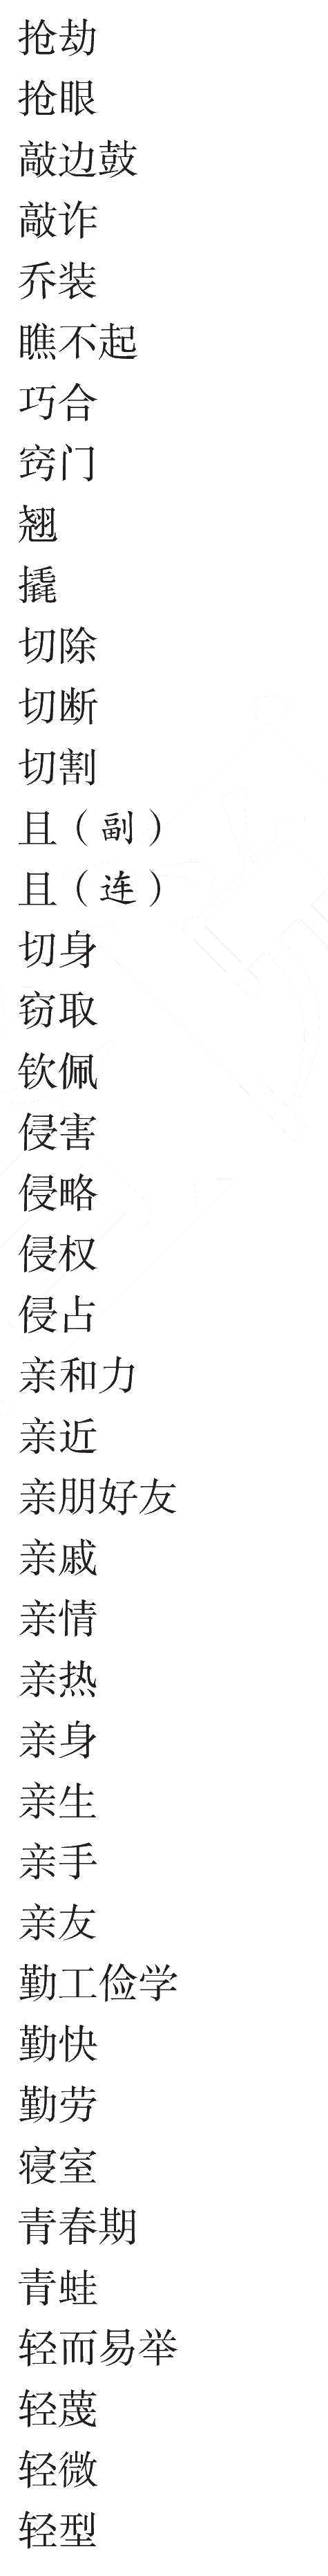 抢劫
抢眼
敲边鼓
敲诈
乔装
瞧不起
巧合
窍门
翘
撬
切除
切断
切割
且（副）
且（连）
切身
窃取
钦佩
侵害
侵略
侵权
侵占
亲和力
亲近
亲朋好友
亲戚
亲情
亲热
亲身
亲生
亲手
亲友
勤工俭学
勤快
勤劳
寝室
青春期
青蛙
轻而易举
轻蔑
轻微
轻型